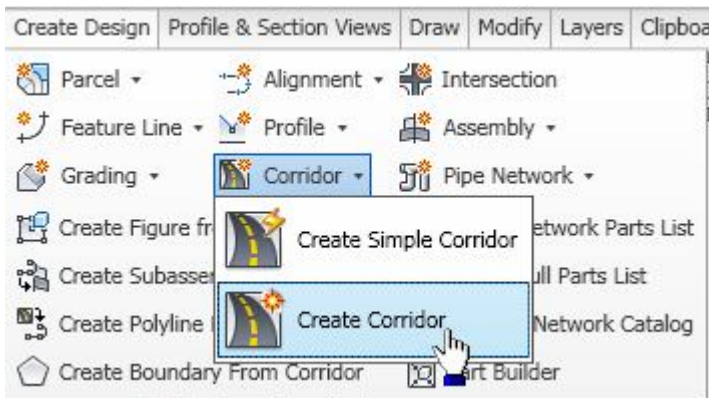 Create Design Profile & Section Views Draw Modify Layers Clipboa
Parcel Alignment Intersection
Feature Line Profile Assembly
Grading Corridor Pipe Network
Create Figure fr etwork Parts List
Create Simple Corridor
Create Subasse ull Parts List
Create Corridor
Create Polyline Network Catalog
Create Boundary From Corridor art Builder